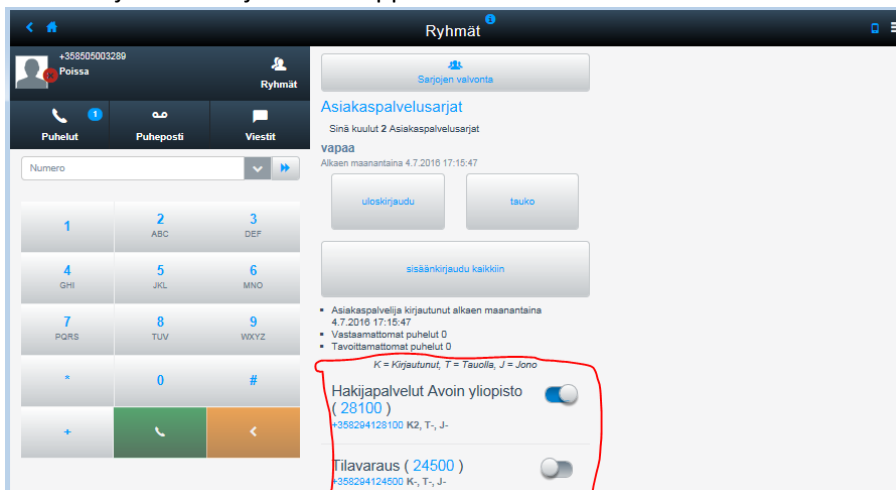 Ryhmät
+358505003289
Poissa
Ryhmät
Puhelut
1
Puheposti
Viestit
Numero
1
2
ABC
3
DEF
4
GHI
5
JKL
6
MNO
7
PQRS
8
TUV
9
WXYZ
*
0
#
+
Sarjojen valvonta
Asiakaspalvelusarjat
Sinä kuulut 2 Asiakaspalvelusarjat
vapaa
Alkaen maanantaina 4.7.2016 17:15:47
uloskirjaudu
tauko
sisäänkirjaudu kaikkiin
Asiakaspalvelija kirjautunut alkaen maanantaina
4.7.2016 17:15:47
Vastaamattomat puhelut 0
Tavoittamattomat puhelut 0
K = Kirjautunut, T = Tauolla, J = Jono
Hakijapalvelut Avoin yliopisto
( 28100 )
+358294128100 K2, T-, J-
Tilavaraus ( 24500 )
+358294124500 K-, T-, J-